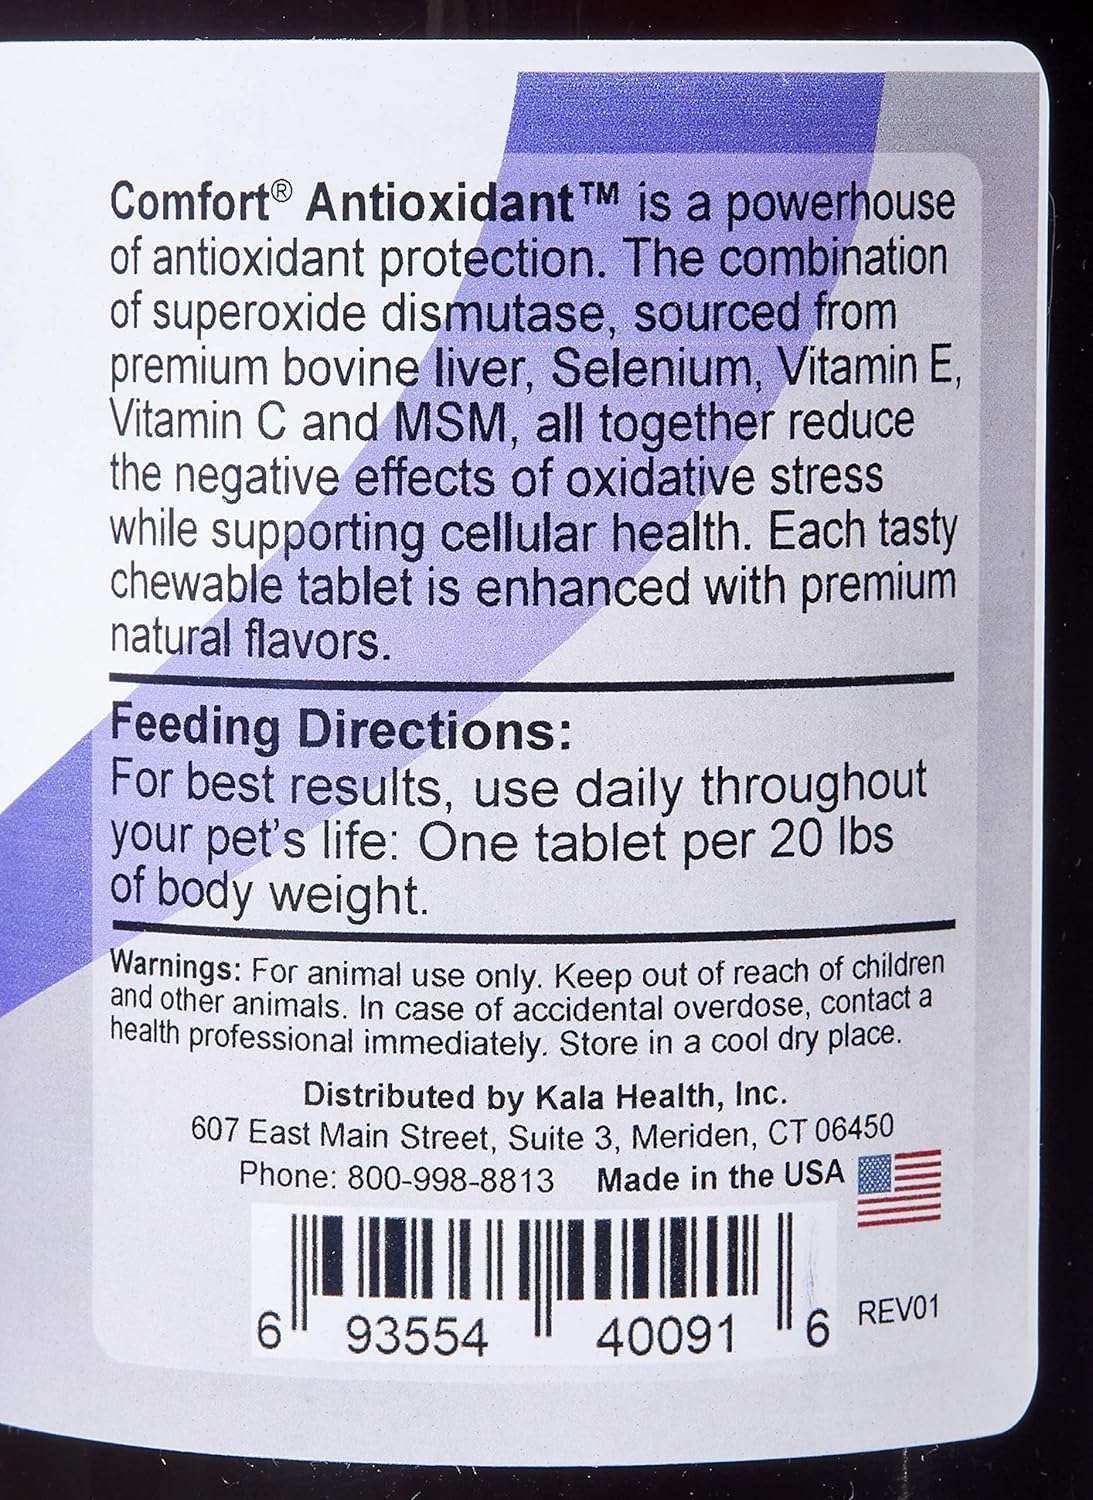 Comfort® Antioxidant™ is a powerhouse
of antioxidant protection. The combination
of superoxide dismutase, sourced from
premium bovine liver, Selenium, Vitamin E,
Vitamin C and MSM, all together reduce
the negative effects of oxidative stress
while supporting cellular health. Each tasty
chewable tablet is enhanced with premium
natural flavors.
Feeding Directions:
For best results, use daily throughout
your pet's life: One tablet per 20 lbs
of body weight.
Warnings: For animal use only. Keep out of reach of children
and other animals. In case of accidental overdose, contact a
health professional immediately. Store in a cool dry place.
Distributed by Kala Health, Inc.
607 East Main Street, Suite 3, Meriden, CT 06450
Phone: 800-998-8813 Made in the USA
6 93554 40091 6 REV01